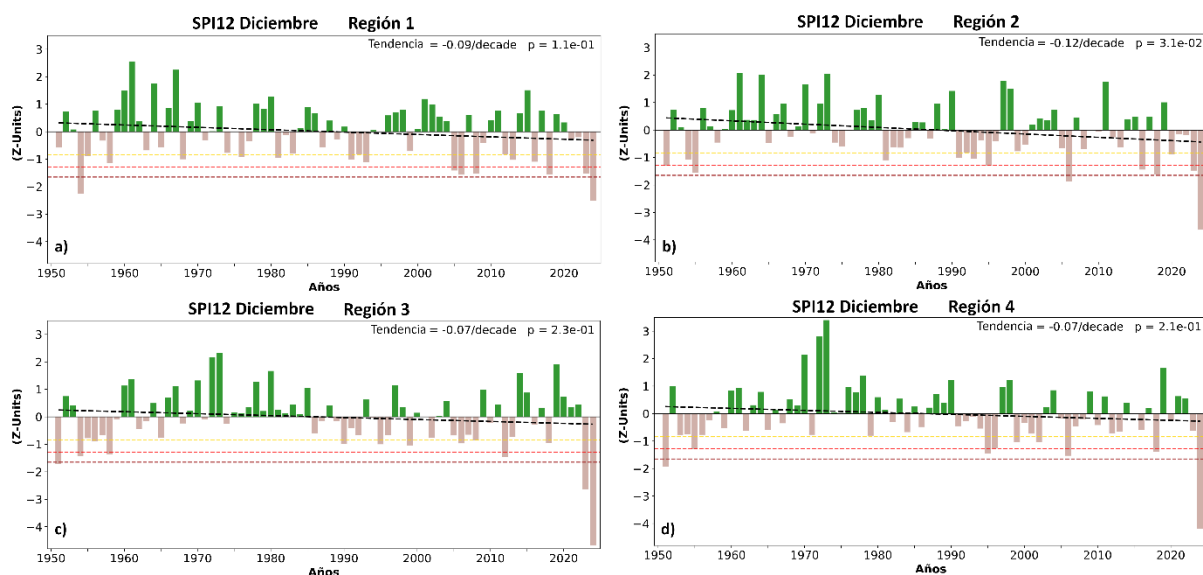 SPI12 Diciembre Región 1
Tendencia = -0.09/decade p = 1.1e-01
3
2
1
0
−1
−2
−3
−4
(Z-Units)
a)
1950 1960 1970 1980 1990 2000 2010 2020
Años
SPI12 Diciembre Región 2
Tendencia = -0.12/decade p = 3.1e-02
3
2
1
0
−1
−2
−3
−4
(Z-Units)
b)
1950 1960 1970 1980 1990 2000 2010 2020
Años
SPI12 Diciembre Región 3
Tendencia = -0.07/decade p = 2.3e-01
3
2
1
0
−1
−2
−3
−4
(Z-Units)
c)
1950 1960 1970 1980 1990 2000 2010 2020
Años
SPI12 Diciembre Región 4
Tendencia = -0.07/decade p = 2.1e-01
3
2
1
0
−1
−2
−3
−4
(Z-Units)
d)
1950 1960 1970 1980 1990 2000 2010 2020
Años